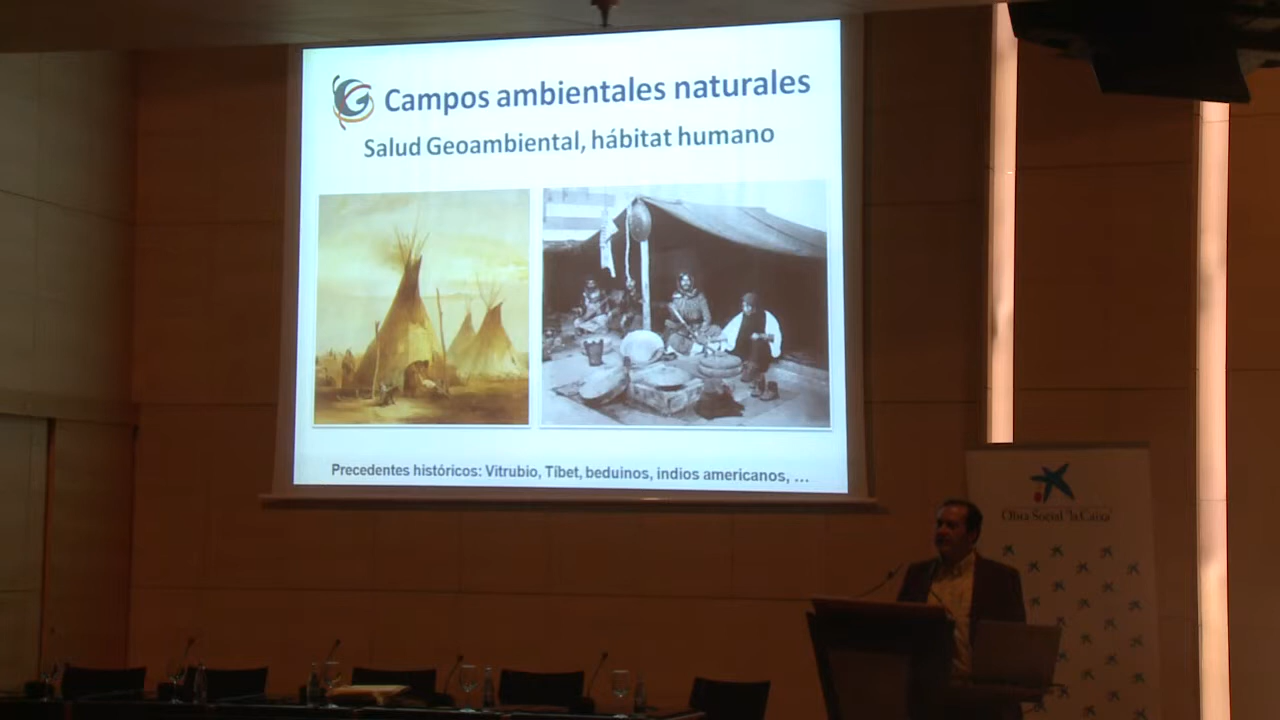 Campos ambientales naturales
Salud Geoambiental, hábitat humano
Precedentes históricos: Vitrubio, Tíbet, beduinos, indios americanos, ...
Obra Social "la Caixa"